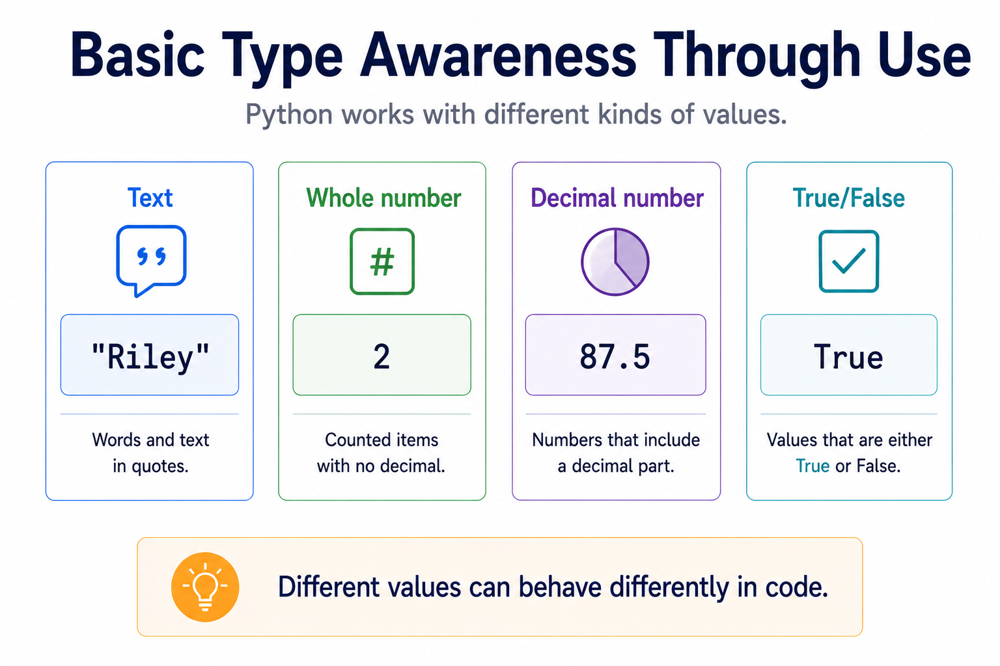 Basic Type Awareness Through Use
Python works with different kinds of values.
Text
"Riley"
Words and text
in quotes.
Whole number
#
2
Counted items
with no decimal.
Decimal number
87.5
Numbers that include
a decimal part.
True/False
True
Values that are either
True or False.
Different values can behave differently in code.